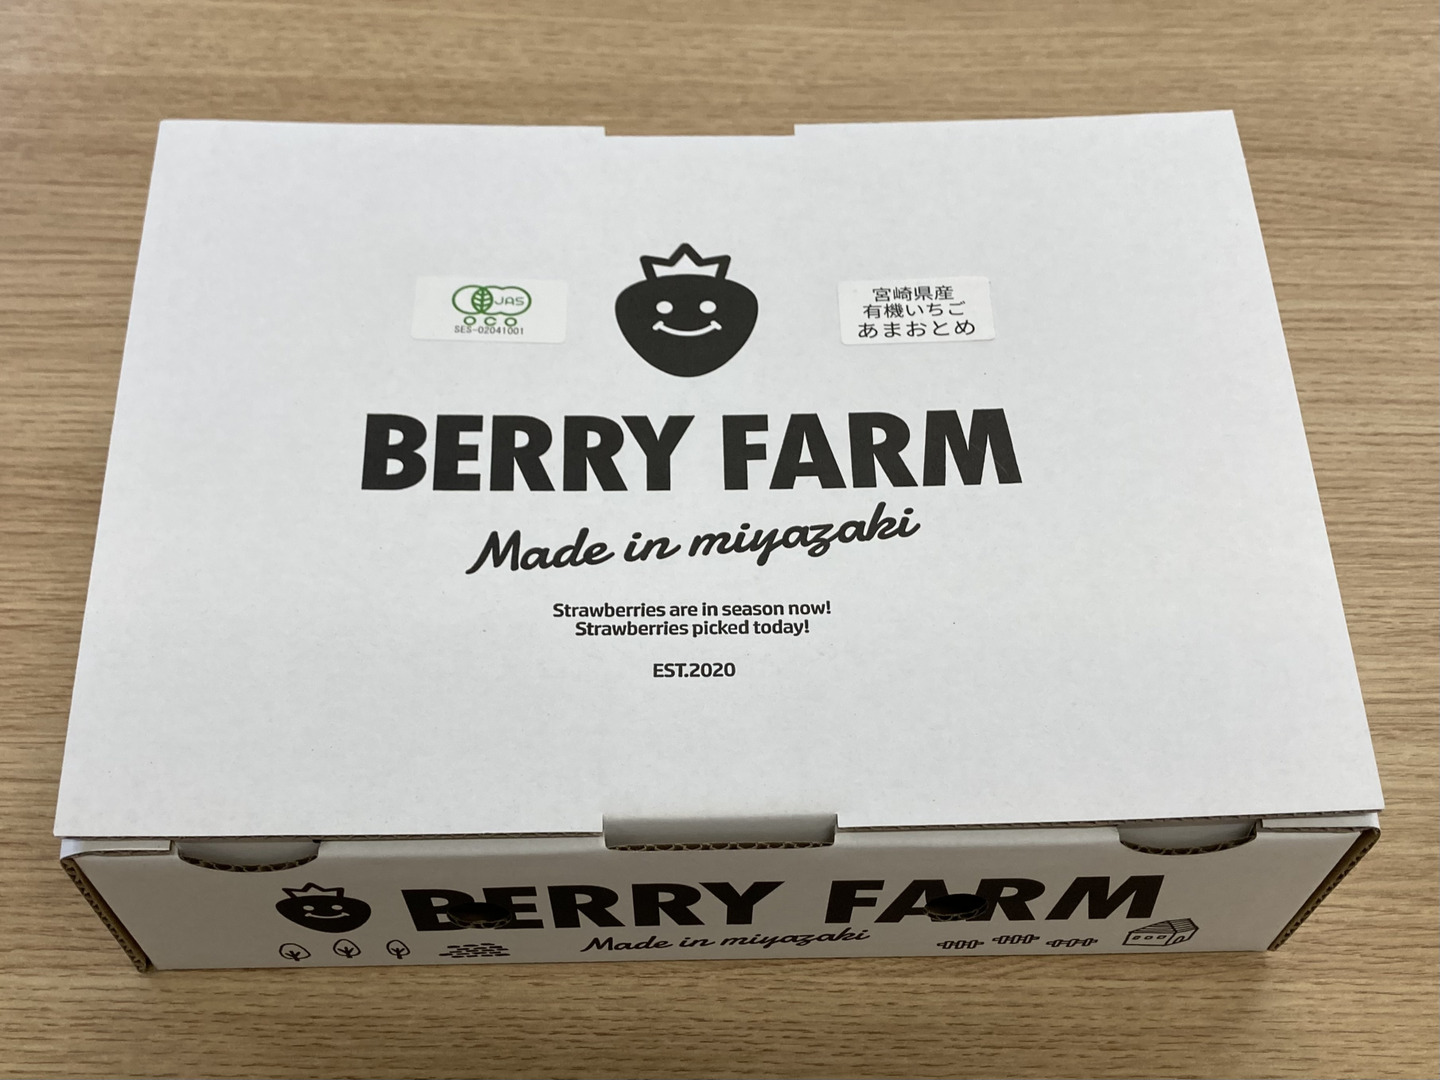 JAS
OCO
SES-02041001
宮崎県産
有機いちご
あまおとめ
BERRY FARM
Made in miyazaki
Strawberries are in season now!
Strawberries picked today!
EST.2020
BERRY FARM
Made in miyazaki